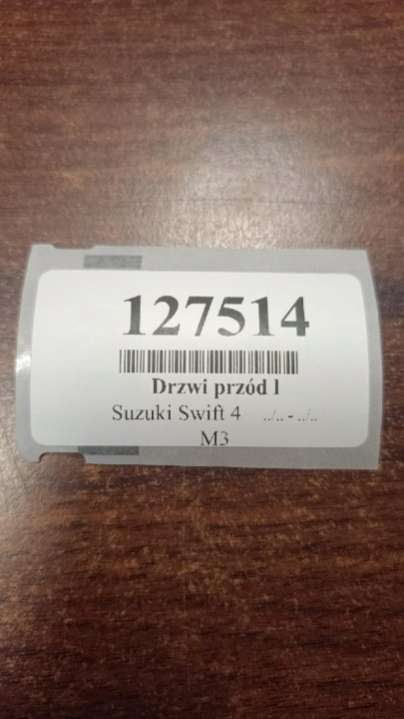 127514
Drzwi przód l
Suzuki Swift 4 ../.. - ../..
M3